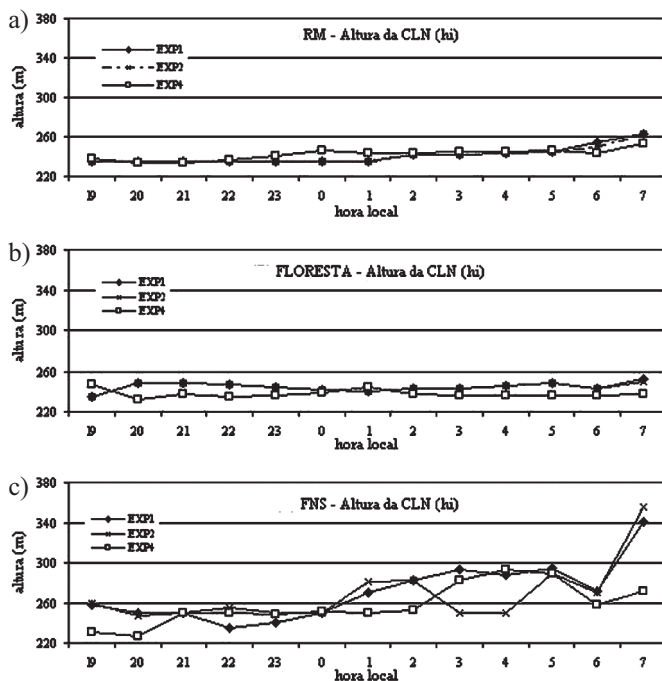 a)
RM - Altura da CLN (hi)
EXP1
EXP2
EXP4
altura (m)
380
340
300
260
220
19 20 21 22 23 0 1 2 3 4 5 6 7
hora local
b)
FLORESTA - Altura da CLN (hi)
EXP1
EXP2
EXP4
altura (m)
380
340
300
260
220
19 20 21 22 23 0 1 2 3 4 5 6 7
hora local
c)
FNS - Altura da CLN (hi)
EXP1
EXP2
EXP4
altura (m)
380
340
300
260
220
19 20 21 22 23 0 1 2 3 4 5 6 7
hora local